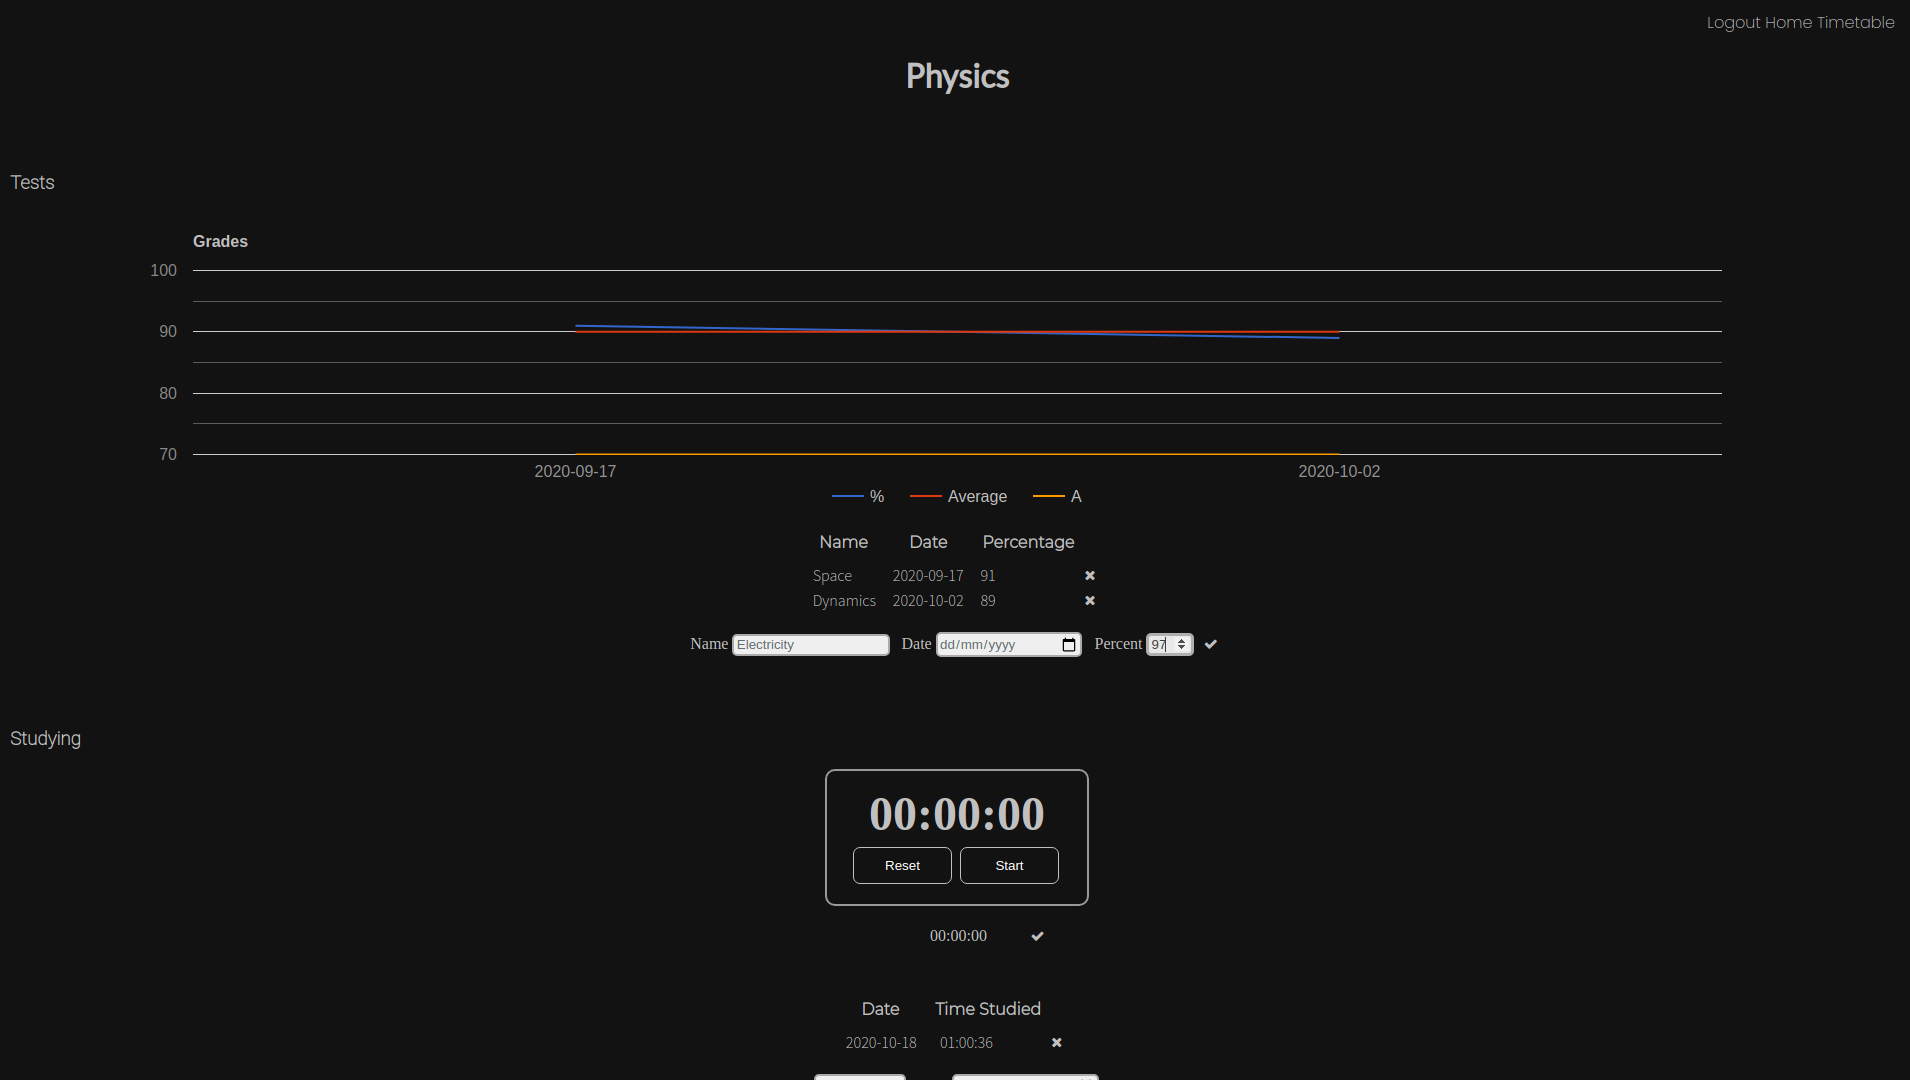 Logout Home Timetable
Physics
Tests
Grades
100
90
80
70
2020-09-17 2020-10-02
% Average A
Name Date Percentage
Space 2020-09-17 91 ✖
Dynamics 2020-10-02 89 ✖
Name Electricity Date dd/mm/yyyy Percent 97 ✔
Studying
00:00:00
Reset Start
00:00:00 ✔
Date Time Studied
2020-10-18 01:00:36 ✖